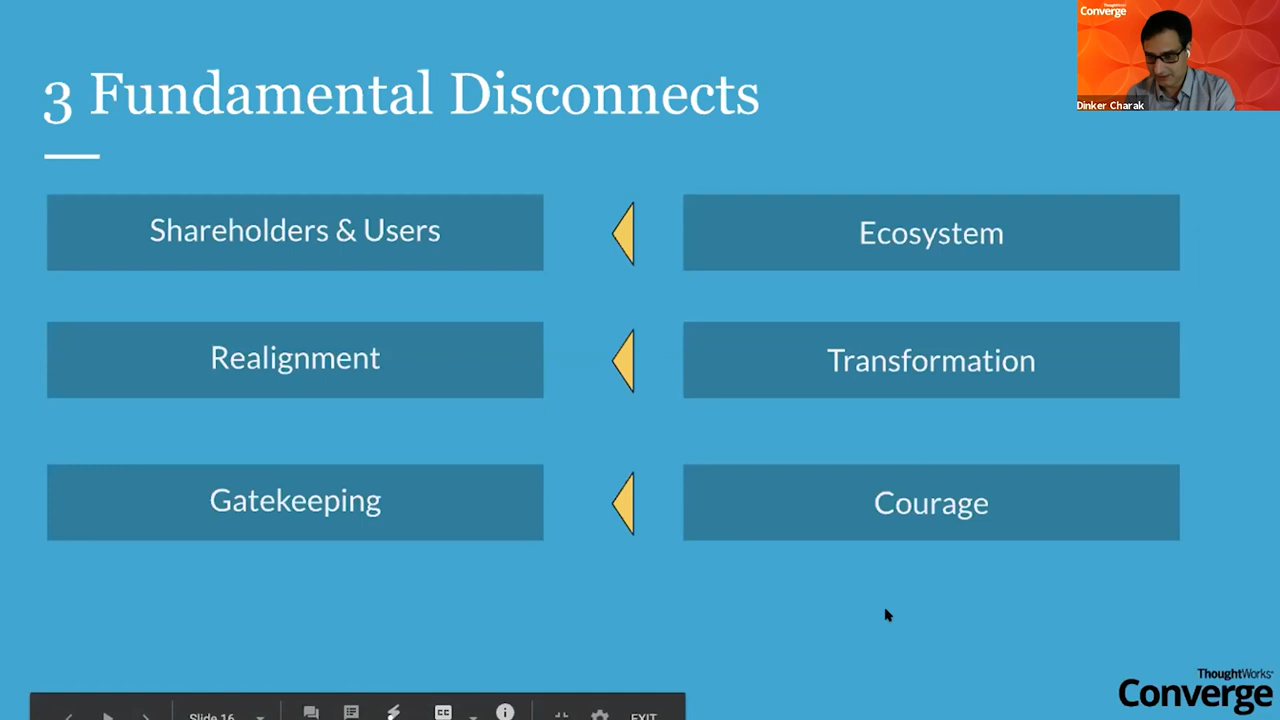 3 Fundamental Disconnects
ThoughtWorks
Converge
Dinker Charak
Shareholders & Users
Ecosystem
Realignment
Transformation
Gatekeeping
Courage
ThoughtWorks
Converge
Slide 16
CC
EXIT